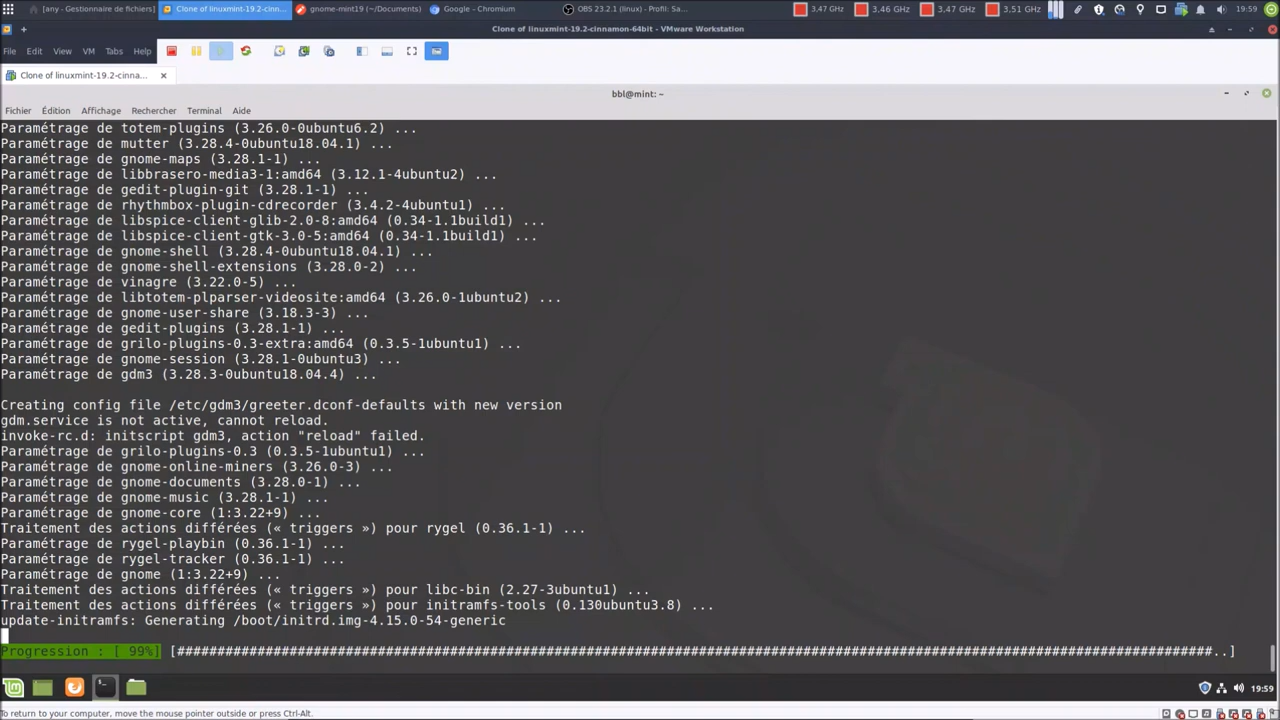 [any - Gestionnaire de fichiers]
Clone of linuxmint-19.2-cinnamon-...
gnome-mint19 (~/Documents)
Google - Chromium
OBS 23.2.1 (linux) - Profil: Sa...
3,47 GHz
3,46 GHz
3,47 GHz
3,51 GHz
19:59
Clone of linuxmint-19.2-cinnamon-64bit - VMware Workstation
File Edit View VM Tabs Help
Clone of linuxmint-19.2-cinna...
bbl@mint: ~
Fichier Édition Affichage Rechercher Terminal Aide
Paramétrage de totem-plugins (3.26.0-0ubuntu6.2) ...
Paramétrage de mutter (3.28.4-0ubuntu18.04.1) ...
Paramétrage de gnome-maps (3.28.1-1) ...
Paramétrage de libbrasero-media3-1:amd64 (3.12.1-4ubuntu2) ...
Paramétrage de gedit-plugin-git (3.28.1-1) ...
Paramétrage de rhythmbox-plugin-cdrecorder (3.4.2-4ubuntu1) ...
Paramétrage de libspice-client-glib-2.0-8:amd64 (0.34-1.1build1) ...
Paramétrage de libspice-client-gtk-3.0-5:amd64 (0.34-1.1build1) ...
Paramétrage de gnome-shell (3.28.4-0ubuntu18.04.1) ...
Paramétrage de gnome-shell-extensions (3.28.0-2) ...
Paramétrage de vinagre (3.22.0-5) ...
Paramétrage de libtotem-plparser-videosite:amd64 (3.26.0-1ubuntu2) ...
Paramétrage de gnome-user-share (3.18.3-3) ...
Paramétrage de gedit-plugins (3.28.1-1) ...
Paramétrage de grilo-plugins-0.3-extra:amd64 (0.3.5-1ubuntu1) ...
Paramétrage de gnome-session (3.28.1-0ubuntu3) ...
Paramétrage de gdm3 (3.28.3-0ubuntu18.04.4) ...
Creating config file /etc/gdm3/greeter.dconf-defaults with new version
gdm.service is not active, cannot reload.
invoke-rc.d: initscript gdm3, action "reload" failed.
Paramétrage de grilo-plugins-0.3 (0.3.5-1ubuntu1) ...
Paramétrage de gnome-online-miners (3.26.0-3) ...
Paramétrage de gnome-documents (3.28.0-1) ...
Paramétrage de gnome-music (3.28.1-1) ...
Paramétrage de gnome-core (1:3.22+9) ...
Traitement des actions différées (« triggers ») pour rygel (0.36.1-1) ...
Paramétrage de rygel-playbin (0.36.1-1) ...
Paramétrage de rygel-tracker (0.36.1-1) ...
Paramétrage de gnome (1:3.22+9) ...
Traitement des actions différées (« triggers ») pour libc-bin (2.27-3ubuntu1) ...
Traitement des actions différées (« triggers ») pour initramfs-tools (0.130ubuntu3.8) ...
update-initramfs: Generating /boot/initrd.img-4.15.0-54-generic
Progression : [ 99%] [#################################################################################################################################..]
19:59
To return to your computer, move the mouse pointer outside or press Ctrl-Alt.